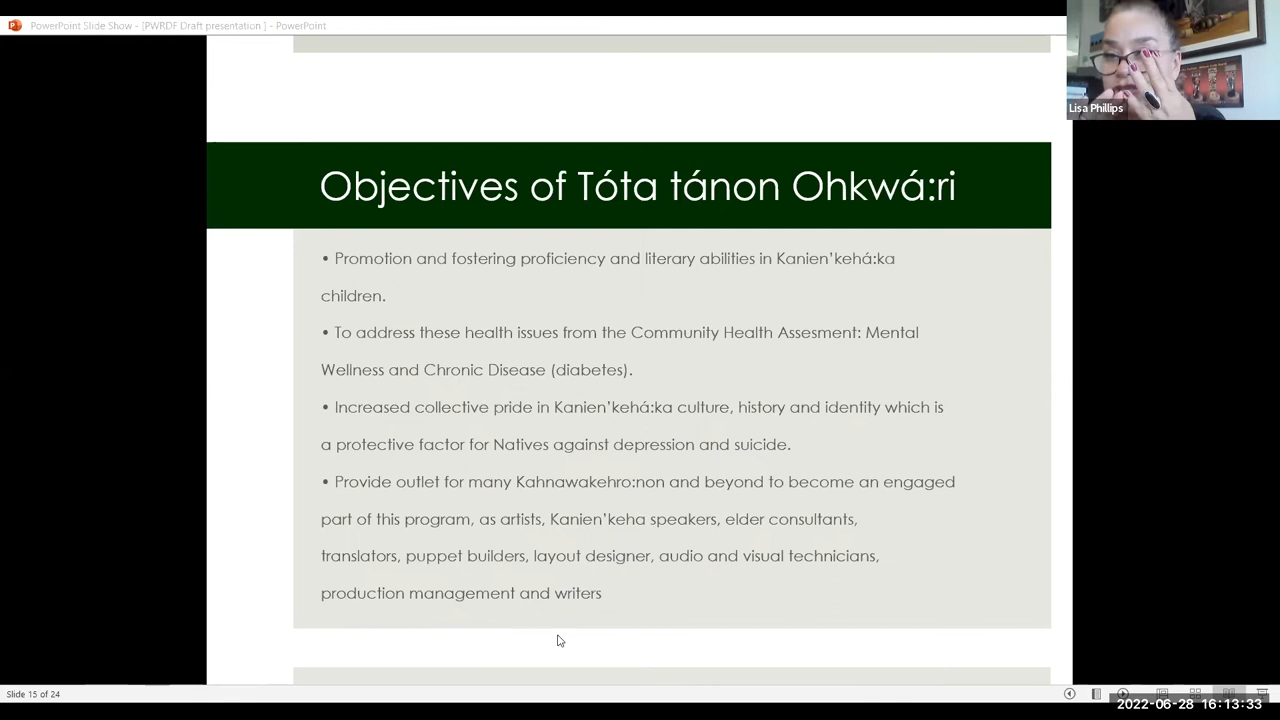 PowerPoint Slide Show - [PWRDF Draft presentation ] - PowerPoint
Lisa Phillips
Objectives of Tóta tánon Ohkwá:ri
• Promotion and fostering proficiency and literary abilities in Kanien'kehá:ka
children.
• To address these health issues from the Community Health Assesment: Mental
Wellness and Chronic Disease (diabetes).
• Increased collective pride in Kanien'kehá:ka culture, history and identity which is
a protective factor for Natives against depression and suicide.
• Provide outlet for many Kahnawakehro:non and beyond to become an engaged
part of this program, as artists, Kanien'keha speakers, elder consultants,
translators, puppet builders, layout designer, audio and visual technicians,
production management and writers
Slide 15 of 24
2022-06-28 16:13:33